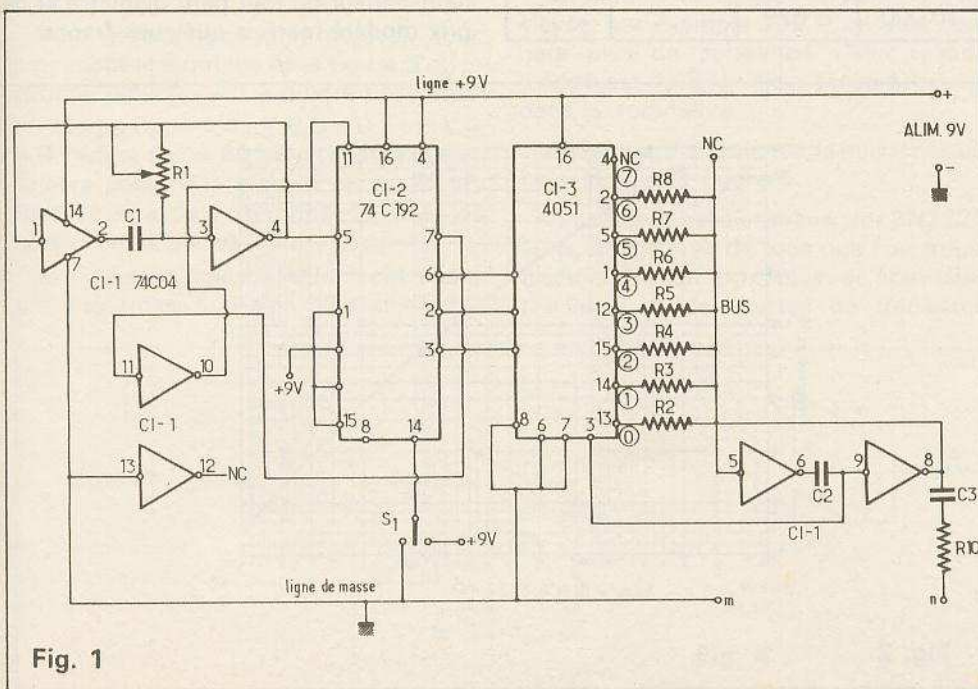 prix
ligne +9V
+
ALIM. 9V
-
NC
11
16
4
16
4 NC
7
R1
CI-2
74 C 192
CI-3
4051
2
R8
6
14
C1
5
R7
5
1
2
3
4
5
7
1
R6
4
7
CI-1 74C04
6
12
R5
3
BUS
1
2
15
R4
2
11
10
+9V
3
14
R3
1
CI-1
15
8
14
8
6
7
3
13
R2
0
13
12
NC
5
6
C2
9
8
C3
S1
+9V
CI-1
R10
ligne de masse
m
n
Fig. 1